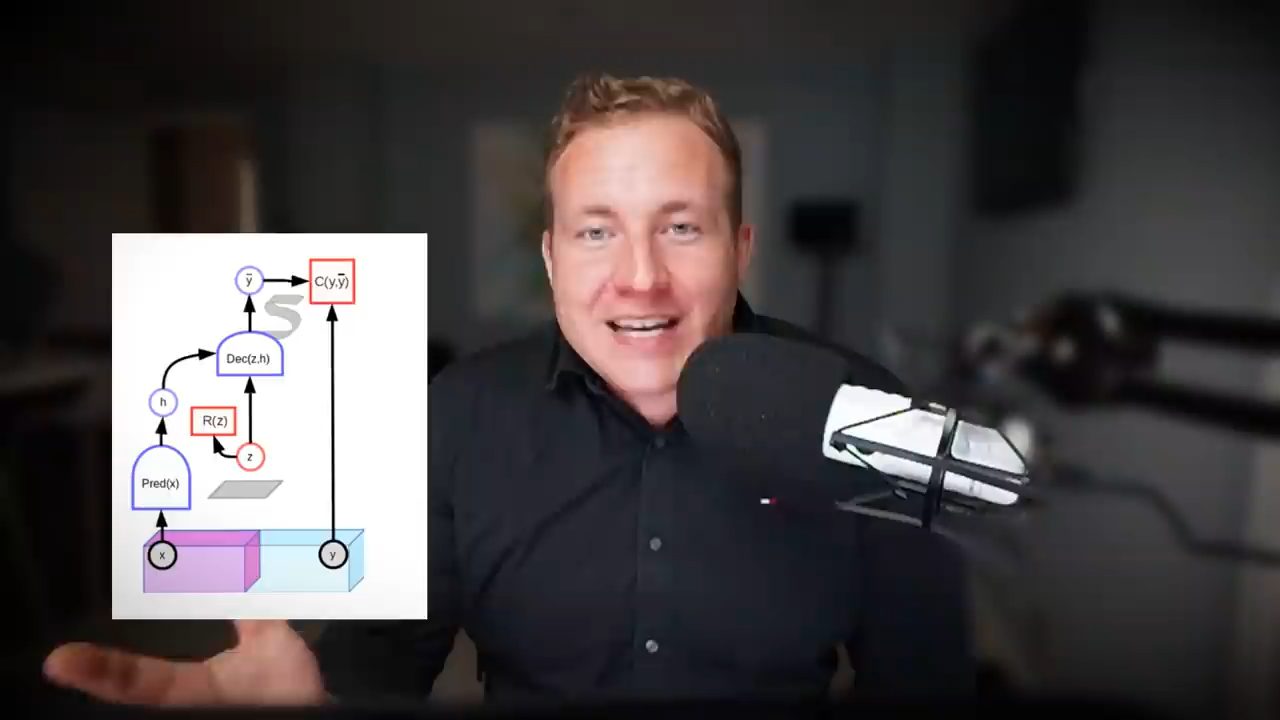 ȳ
C(y,ȳ)
S
Dec(z,h)
h
R(z)
z
Pred(x)
x
y